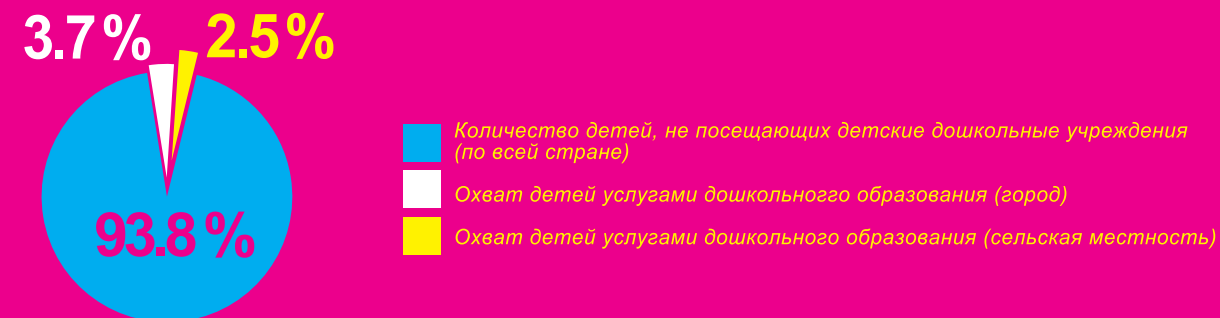 3.7% 2.5%
93.8%
Количество детей, не посещающих детские дошкольные учреждения
(по всей стране)
Охват детей услугами дошкольногго образования (город)
Охват детей услугами дошкольного образования (сельская местность)